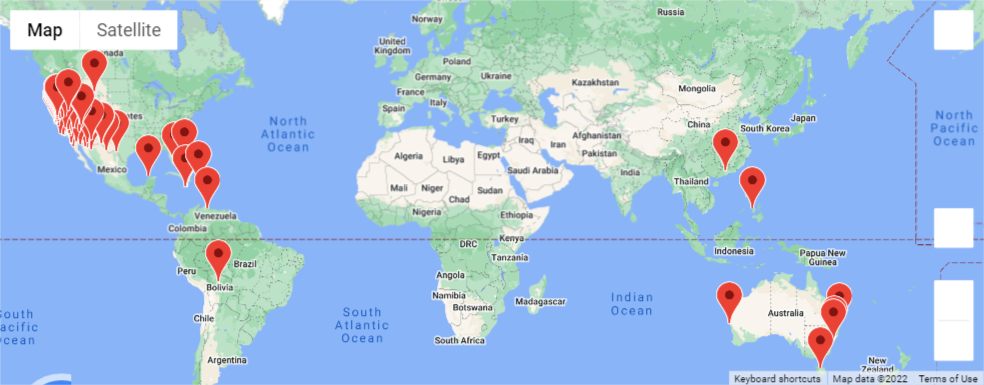 Map
Satellite
nada
tes
Mexico
Venezuela
Colombia
Peru
Brazil
Bolivia
Chile
Argentina
North
Atlantic
Ocean
South
Atlantic
Ocean
South
acific
cean
Norway
United
Kingdom
Poland
Germany
Ukraine
France
Spain
Italy
Turkey
Russia
Kazakhstan
Mongolia
China
Japan
South Korea
Afghanistan
Iraq
Iran
Pakistan
India
Thailand
Algeria
Libya
Egypt
Saudi Arabia
Mali
Niger
Sudan
Chad
Nigeria
Ethiopia
DRC
Kenya
Tanzania
Angola
Namibia
Botswana
Madagascar
South Africa
Indian
Ocean
Indonesia
Papua New
Guinea
Australia
New
Zealand
North
Pacific
Ocean
Keyboard shortcuts
Map data ©2022
Terms of Use